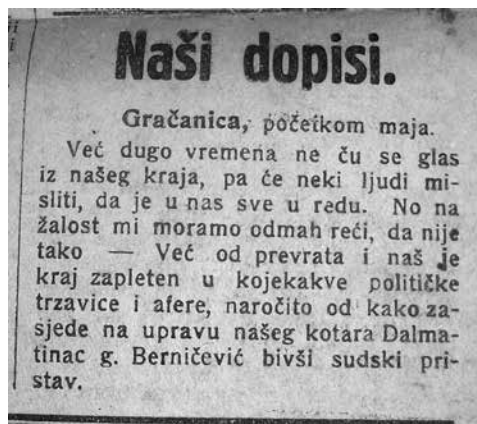 Naši dopisi.
Gračanica, početkom maja.
Već dugo vremena ne ču se glas
iz našeg kraja, pa će neki ljudi mi-
sliti, da je u nas sve u redu. No na
žalost mi moramo odmah reći, da nije
tako — Već od prevrata i naš je
kraj zapleten u kojekakve političke
trzavice i afere, naročito od kako za-
sjede na upravu našeg kotara Dalma-
tinac g. Berničević bivši sudski pri-
stav.